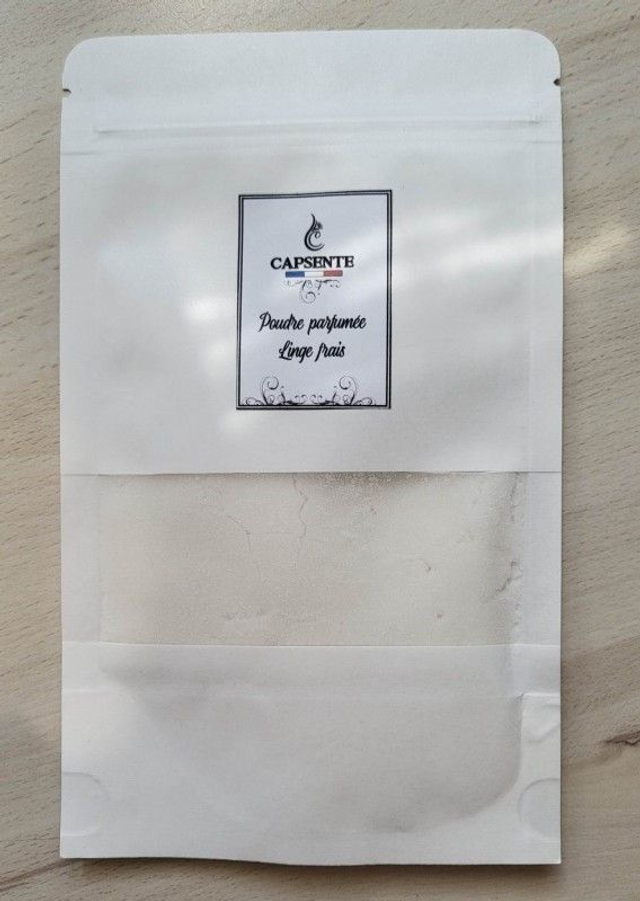 CAPSENTE
Poudre parfumée
Linge frais